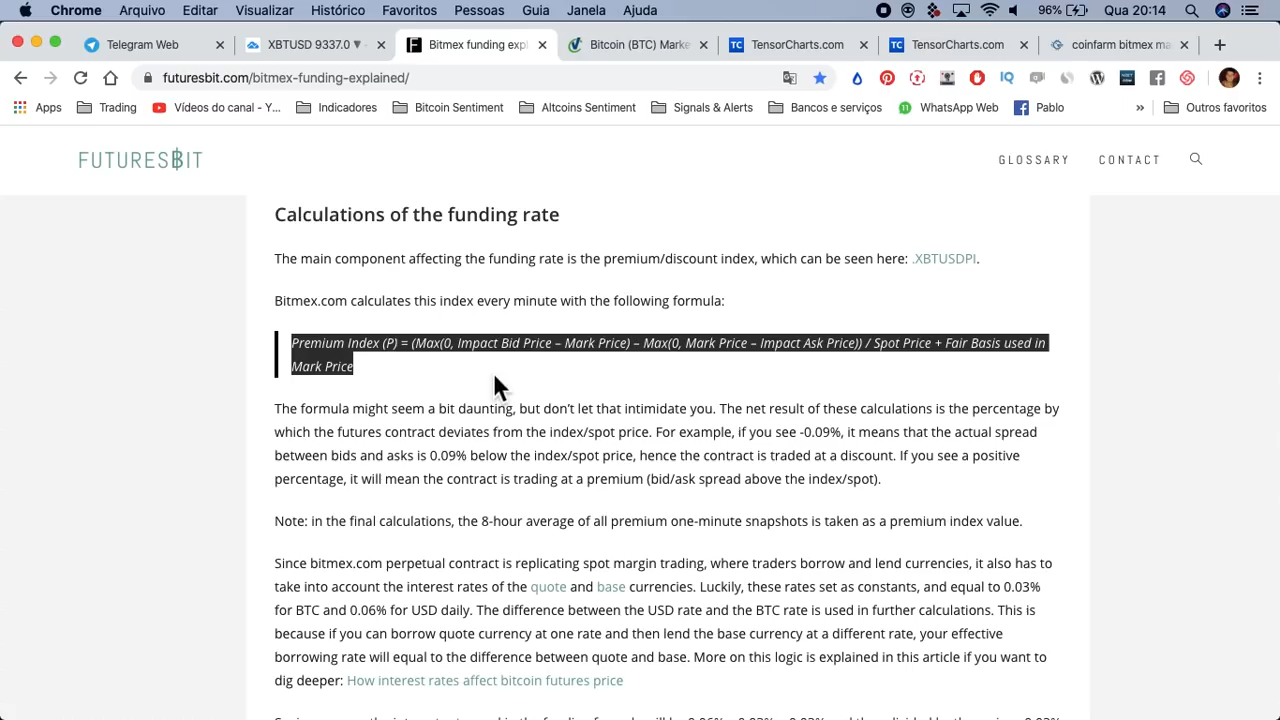 Chrome Arquivo Editar Visualizar Histórico Favoritos Pessoas Guia Janela Ajuda 96% Qua 20:14
Telegram Web XBTUSD 9337.0 ▼ Bitmex funding exp Bitcoin (BTC) Marke TensorCharts.com TensorCharts.com coinfarm bitmex ma
futuresbit.com/bitmex-funding-explained/
Apps Trading Vídeos do canal - Y... Indicadores Bitcoin Sentiment Altcoins Sentiment Signals & Alerts Bancos e serviços WhatsApp Web Pablo » Outros favoritos
FUTURESBIT GLOSSARY CONTACT
Calculations of the funding rate
The main component affecting the funding rate is the premium/discount index, which can be seen here: .XBTUSDPI.
Bitmex.com calculates this index every minute with the following formula:
Premium Index (P) = (Max(0, Impact Bid Price – Mark Price) – Max(0, Mark Price – Impact Ask Price)) / Spot Price + Fair Basis used in
Mark Price
The formula might seem a bit daunting, but don't let that intimidate you. The net result of these calculations is the percentage by
which the futures contract deviates from the index/spot price. For example, if you see -0.09%, it means that the actual spread
between bids and asks is 0.09% below the index/spot price, hence the contract is traded at a discount. If you see a positive
percentage, it will mean the contract is trading at a premium (bid/ask spread above the index/spot).
Note: in the final calculations, the 8-hour average of all premium one-minute snapshots is taken as a premium index value.
Since bitmex.com perpetual contract is replicating spot margin trading, where traders borrow and lend currencies, it also has to
take into account the interest rates of the quote and base currencies. Luckily, these rates set as constants, and equal to 0.03%
for BTC and 0.06% for USD daily. The difference between the USD rate and the BTC rate is used in further calculations. This is
because if you can borrow quote currency at one rate and then lend the base currency at a different rate, your effective
borrowing rate will equal to the difference between quote and base. More on this logic is explained in this article if you want to
dig deeper: How interest rates affect bitcoin futures price